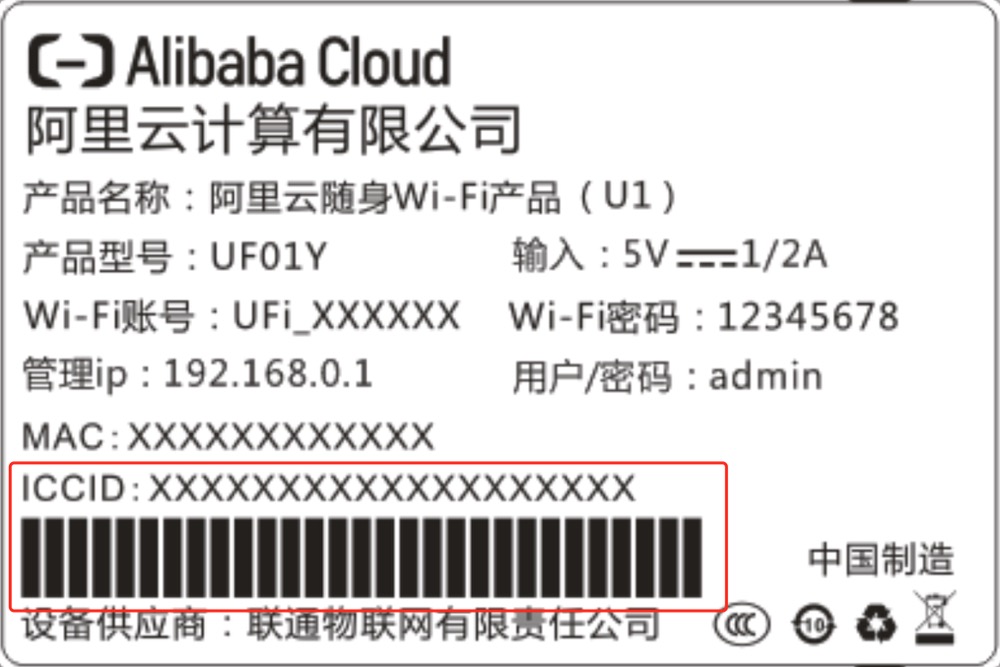 Alibaba Cloud
阿里云计算有限公司
产品名称：阿里云随身Wi-Fi产品（U1）
产品型号：UF01Y 输入：5V⎓1/2A
Wi-Fi账号：UFi_XXXXXX Wi-Fi密码：12345678
管理ip：192.168.0.1 用户/密码：admin
MAC:XXXXXXXXXXXX
ICCID:XXXXXXXXXXXXXXXXXXX
中国制造
设备供应商：联通物联网有限责任公司 CCC 10